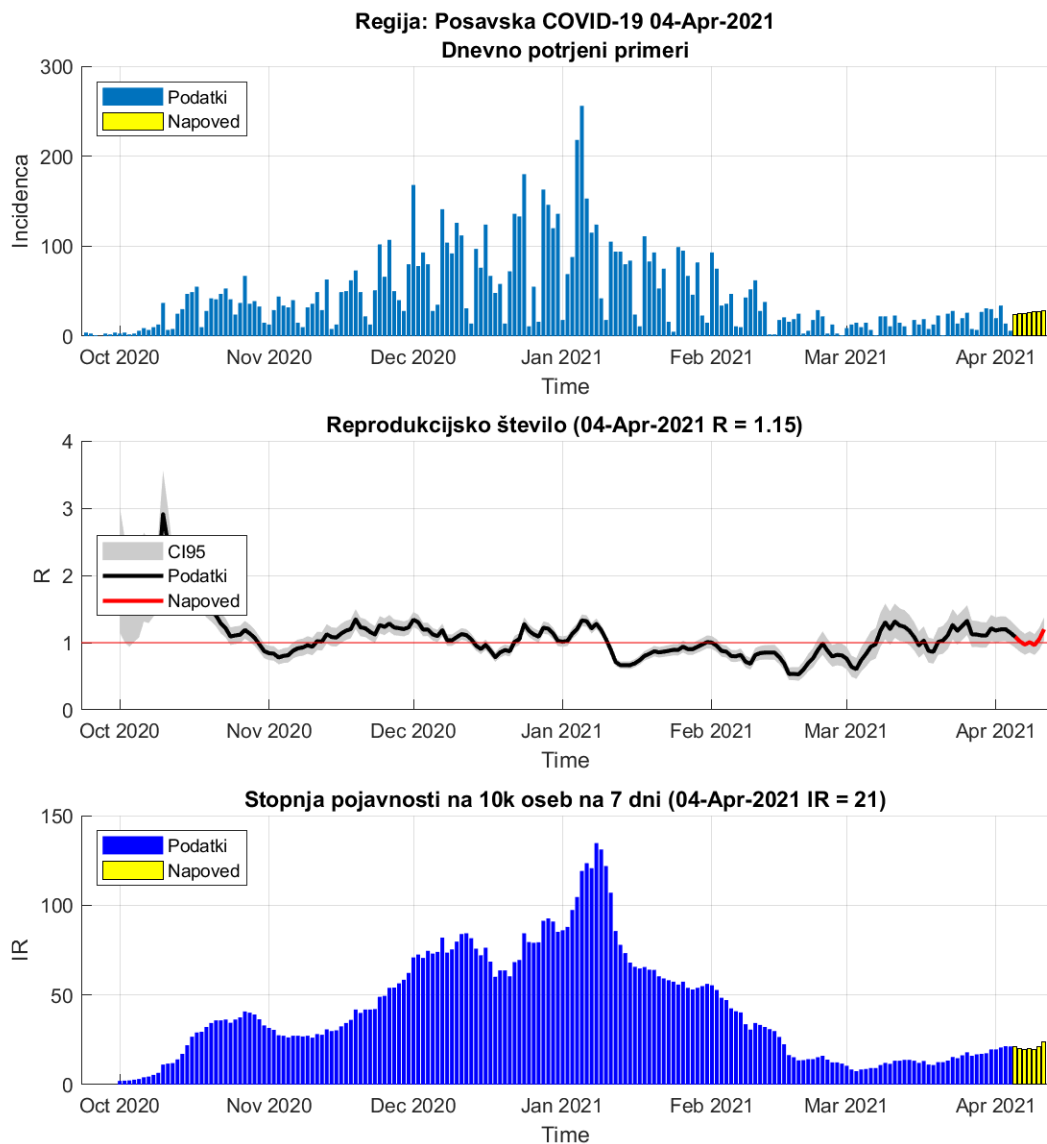 Regija: Posavska COVID-19 04-Apr-2021
Dnevno potrjeni primeri
300
200
100
0
Incidenca
Podatki
Napoved
Oct 2020 Nov 2020 Dec 2020 Jan 2021 Feb 2021 Mar 2021 Apr 2021
Time
Reprodukcijsko število (04-Apr-2021 R = 1.15)
4
3
2
1
0
R
CI95
Podatki
Napoved
Oct 2020 Nov 2020 Dec 2020 Jan 2021 Feb 2021 Mar 2021 Apr 2021
Time
Stopnja pojavnosti na 10k oseb na 7 dni (04-Apr-2021 IR = 21)
150
100
50
0
IR
Podatki
Napoved
Oct 2020 Nov 2020 Dec 2020 Jan 2021 Feb 2021 Mar 2021 Apr 2021
Time